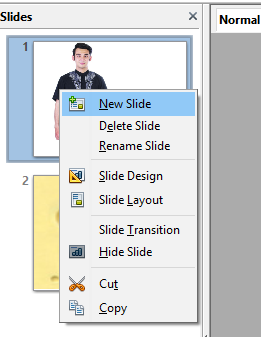 Slides
Normal
1
New Slide
Delete Slide
Rename Slide
2
Slide Design
Slide Layout
Slide Transition
Hide Slide
Cut
Copy